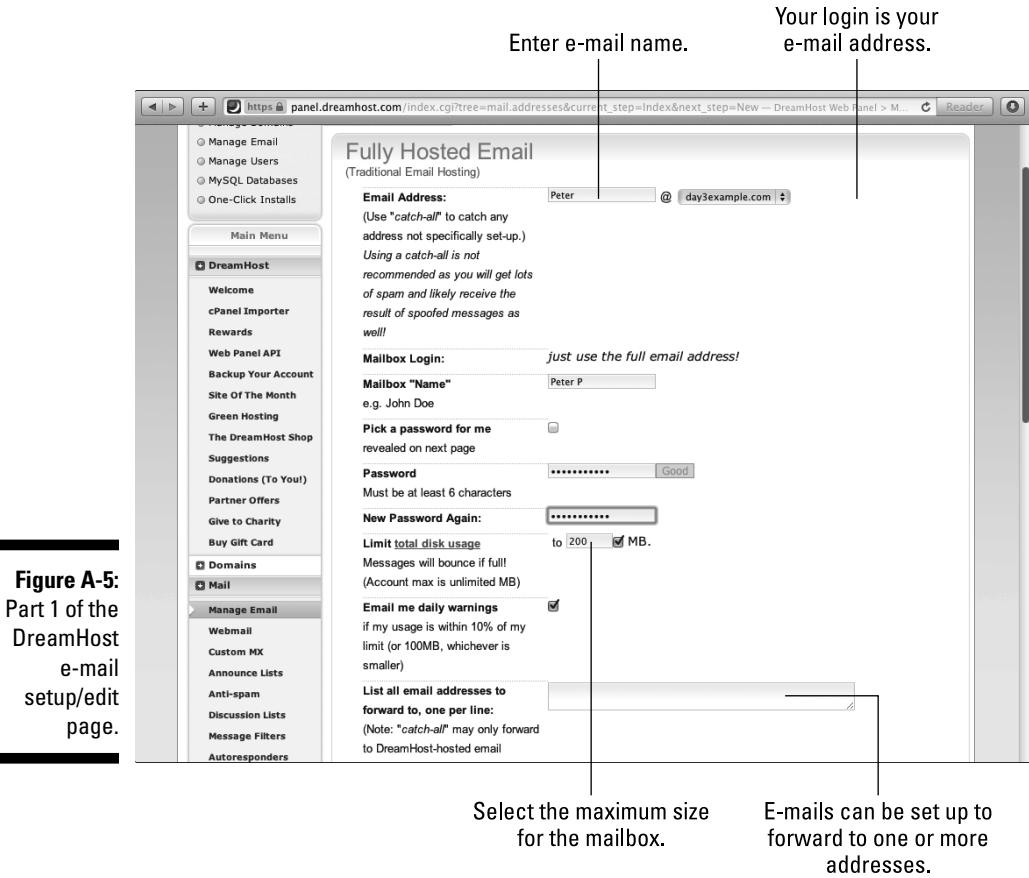 Enter e-mail name.
Your login is your
e-mail address.
https panel.dreamhost.com/index.cgi?tree=mail.addresses&current_step=Index&next_step=New — DreamHost Web Panel > M...
Reader
Manage Domains
Manage Email
Manage Users
MySQL Databases
One-Click Installs
Main Menu
DreamHost
Welcome
cPanel Importer
Rewards
Web Panel API
Backup Your Account
Site Of The Month
Green Hosting
The DreamHost Shop
Suggestions
Donations (To You!)
Partner Offers
Give to Charity
Buy Gift Card
Domains
Mail
Manage Email
Webmail
Custom MX
Announce Lists
Anti-spam
Discussion Lists
Message Filters
Autoresponders
Fully Hosted Email
(Traditional Email Hosting)
Email Address:
Peter @ day3example.com
(Use "catch-all" to catch any
address not specifically set-up.)
Using a catch-all is not
recommended as you will get lots
of spam and likely receive the
result of spoofed messages as
well!
Mailbox Login:
just use the full email address!
Mailbox "Name"
Peter P
e.g. John Doe
Pick a password for me
revealed on next page
Password
•••••••••••
Good
Must be at least 6 characters
New Password Again:
•••••••••••
Limit total disk usage
to 200 MB.
Messages will bounce if full!
(Account max is unlimited MB)
Email me daily warnings
if my usage is within 10% of my
limit (or 100MB, whichever is
smaller)
List all email addresses to
forward to, one per line:
(Note: "catch-all" may only forward
to DreamHost-hosted email
Select the maximum size
for the mailbox.
E-mails can be set up to
forward to one or more
addresses.
Figure A-5:
Part 1 of the
DreamHost
e-mail
setup/edit
page.